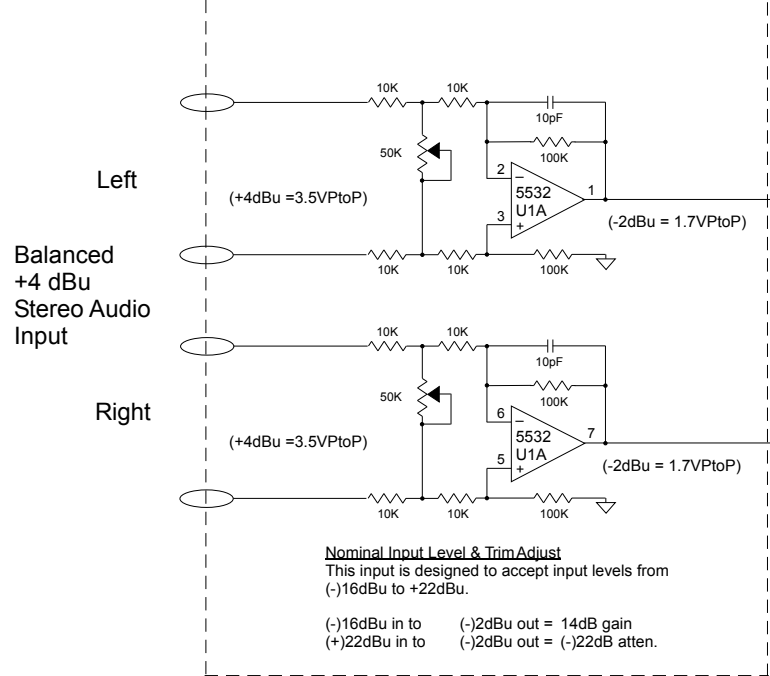 10K
10K
10pF
50K
100K
Left
2
–
5532
1
U1A
(+4dBu =3.5VPtoP)
3
+
(-2dBu = 1.7VPtoP)
Balanced
+4 dBu
Stereo Audio
Input
10K
10K
100K
10K
10K
10pF
50K
100K
Right
6
–
5532
7
U1A
(+4dBu =3.5VPtoP)
5
+
(-2dBu = 1.7VPtoP)
10K
10K
100K
Nominal Input Level & Trim Adjust
This input is designed to accept input levels from
(-)16dBu to +22dBu.
(-)16dBu in to (-)2dBu out = 14dB gain
(+)22dBu in to (-)2dBu out = (-)22dB atten.